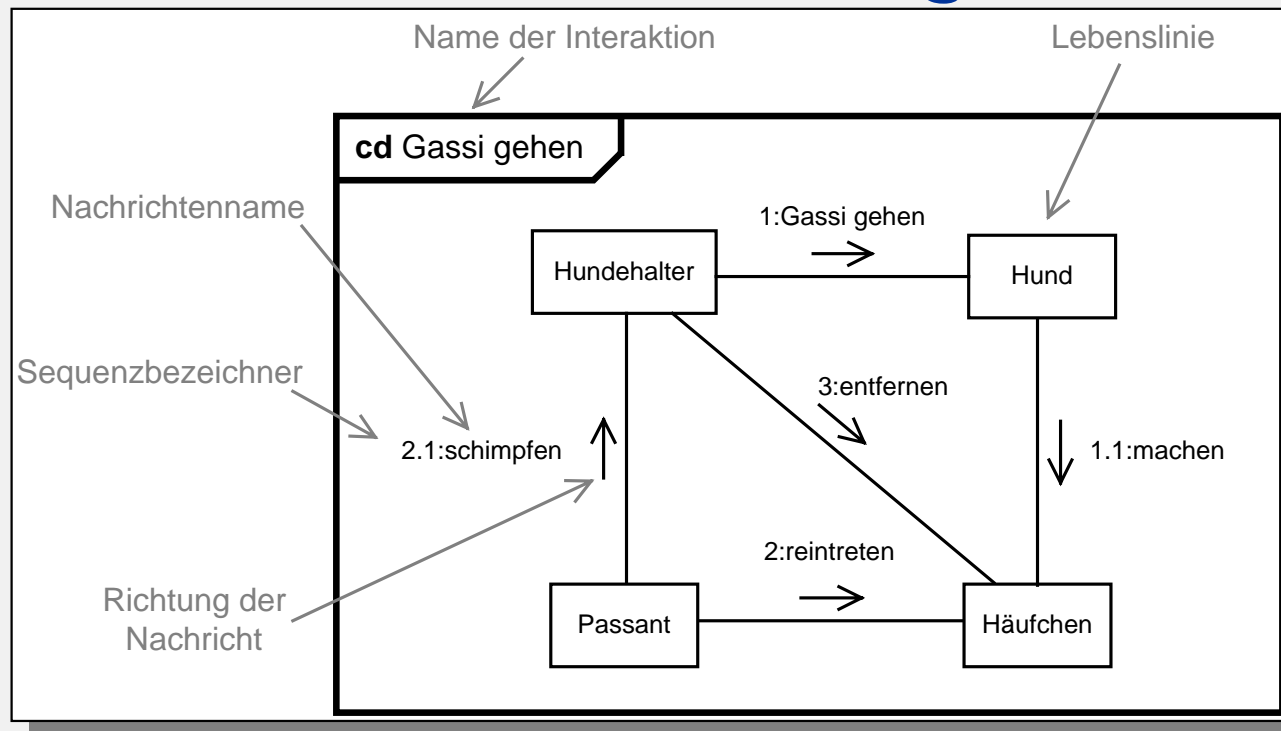 Name der Interaktion
Lebenslinie
cd Gassi gehen
Nachrichtenname
1:Gassi gehen
Hundehalter
Hund
Sequenzbezeichner
3:entfernen
2.1:schimpfen
1.1:machen
2:reintreten
Richtung der
Nachricht
Passant
Häufchen